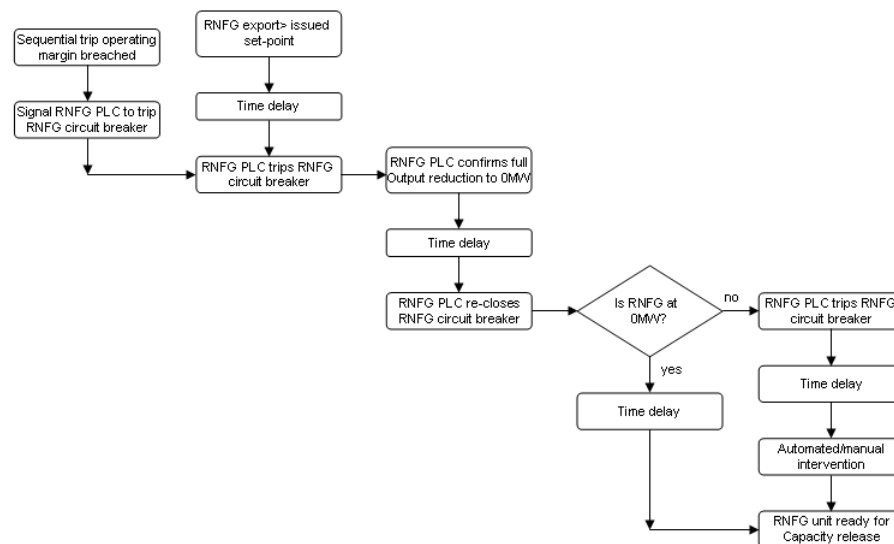 Sequential trip operating
margin breached
Signal RNFG PLC to trip
RNFG circuit breaker
RNFG export> issued
set-point
Time delay
RNFG PLC trips RNFG
circuit breaker
RNFG PLC confirms full
Output reduction to 0MW
Time delay
RNFG PLC re-closes
RNFG circuit breaker
Is RNFG at
0MW?
no
yes
Time delay
RNFG PLC trips RNFG
circuit breaker
Time delay
Automated/manual
intervention
RNFG unit ready for
Capacity release